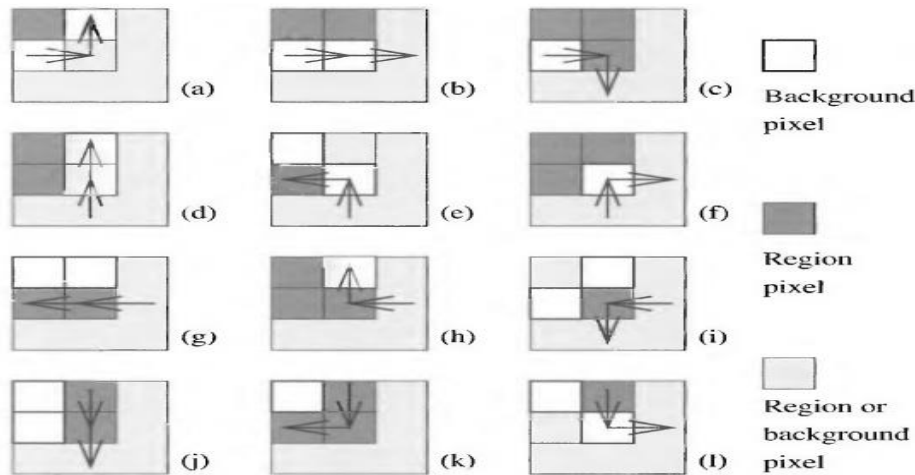 (a)
(b)
(c)
Background
pixel
(d)
(e)
(f)
Region
pixel
(g)
(h)
(i)
(j)
(k)
(l)
Region or
background
pixel